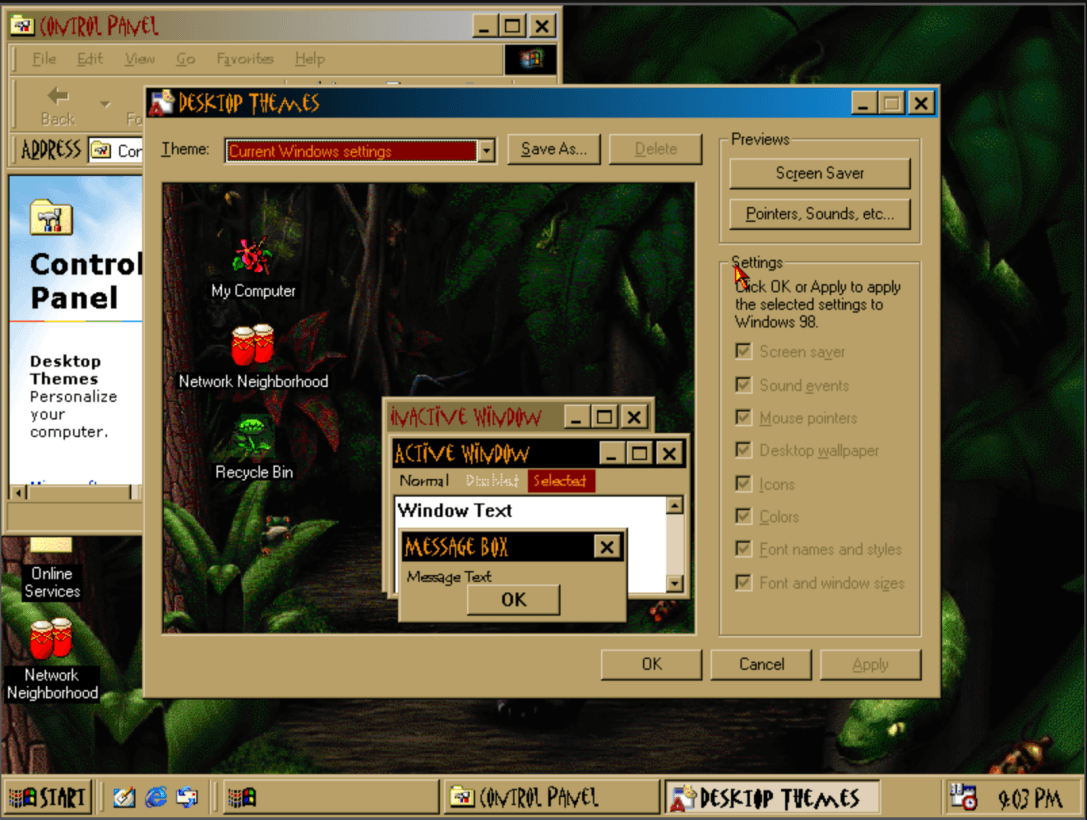 CONTROL PANEL
File Edit View Go Favorites Help
Back Fo
ADDRESS Con
Control
Panel
Desktop
Themes
Personalize
your
computer.
DESKTOP THEMES
Theme: Current Windows settings Save As... Delete
My Computer
Network Neighborhood
Recycle Bin
INACTIVE WINDOW
ACTIVE WINDOW
Normal Disabled Selected
Window Text
MESSAGE BOX
Message Text
OK
Previews
Screen Saver
Pointers, Sounds, etc...
Settings
Click OK or Apply to apply
the selected settings to
Windows 98.
Screen saver
Sound events
Mouse pointers
Desktop wallpaper
Icons
Colors
Font names and styles
Font and window sizes
OK Cancel Apply
Online
Services
Network
Neighborhood
START CONTROL PANEL DESKTOP THEMES 9:03 PM